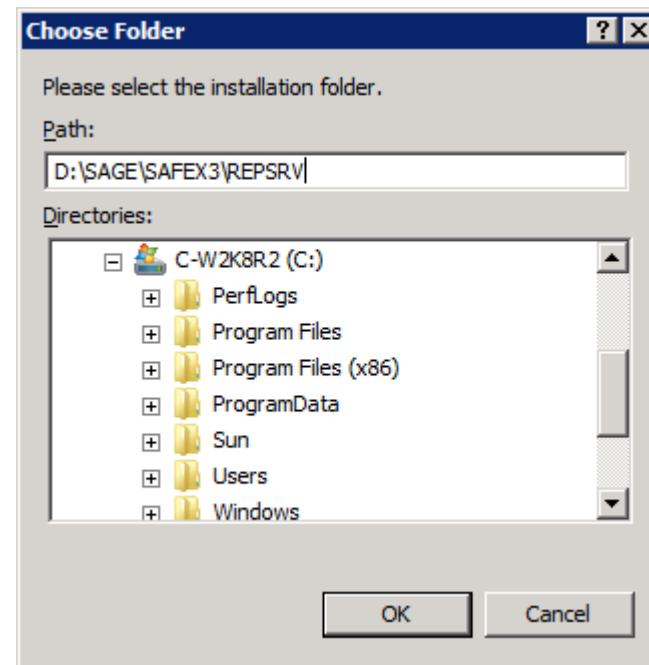 Choose Folder
Please select the installation folder.
Path:
D:\SAGE\SAFEX3\REPSRV
Directories:
C-W2K8R2 (C:)
PerfLogs
Program Files
Program Files (x86)
ProgramData
Sun
Users
Windows
OK Cancel